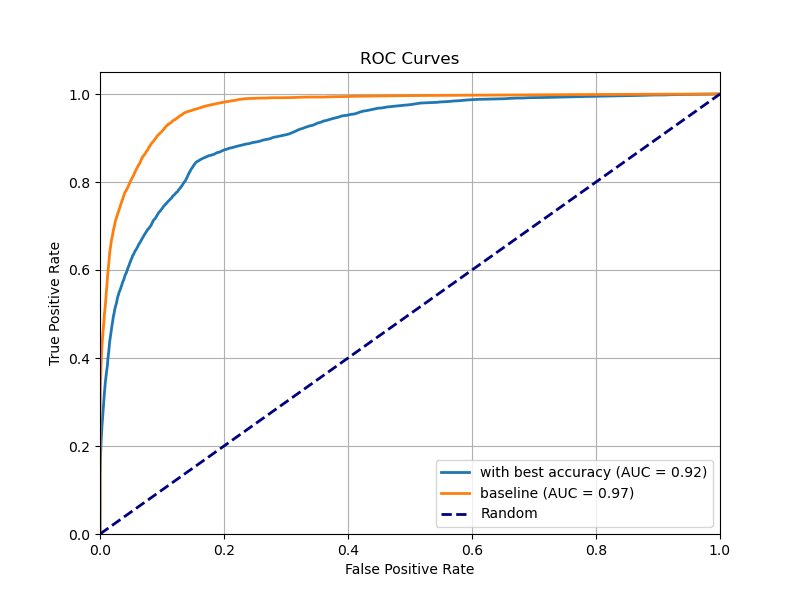 ROC Curves
True Positive Rate
1.0
0.8
0.6
0.4
0.2
0.0
with best accuracy (AUC = 0.92)
baseline (AUC = 0.97)
Random
0.0 0.2 0.4 0.6 0.8 1.0
False Positive Rate